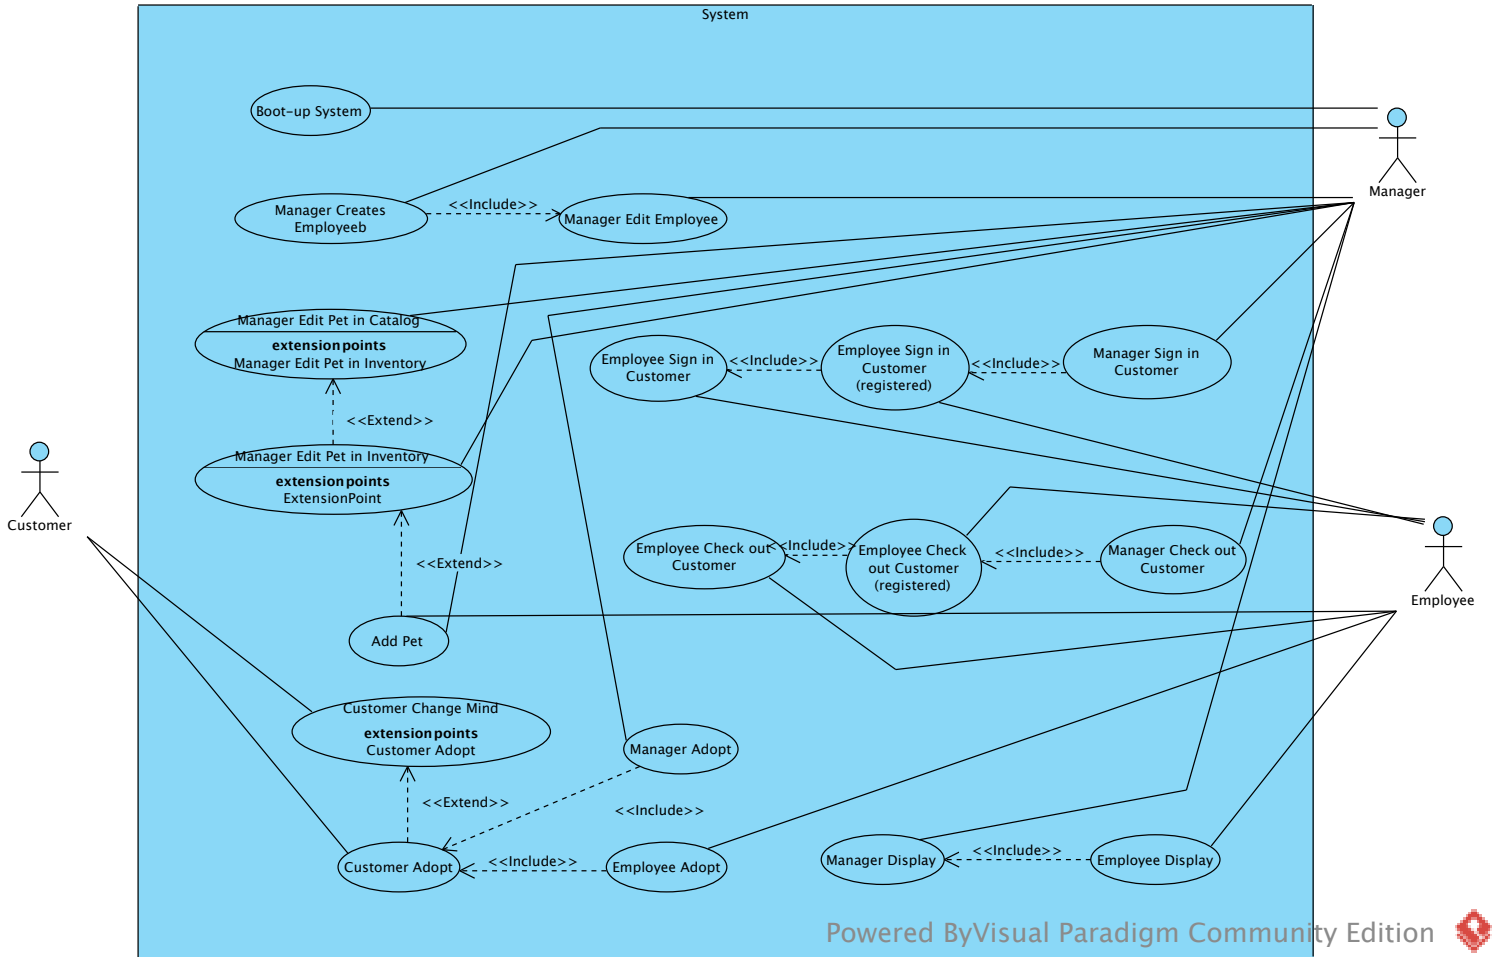 System
Boot-up System
Manager
Manager Creates
Employeeb
<<Include>>
Manager Edit Employee
Manager Edit Pet in Catalog
extension points
Manager Edit Pet in Inventory
<<Extend>>
Manager Edit Pet in Inventory
extension points
ExtensionPoint
Employee Sign in
Customer
<<Include>>
Employee Sign in
Customer
(registered)
<<Include>>
Manager Sign in
Customer
Customer
Employee Check out
Customer
<<Include>>
Employee Check
out Customer
(registered)
<<Include>>
Manager Check out
Customer
Employee
<<Extend>>
Add Pet
Customer Change Mind
extension points
Customer Adopt
Manager Adopt
<<Extend>>
<<Include>>
Customer Adopt
<<Include>>
Employee Adopt
Manager Display
<<Include>>
Employee Display
Powered ByVisual Paradigm Community Edition